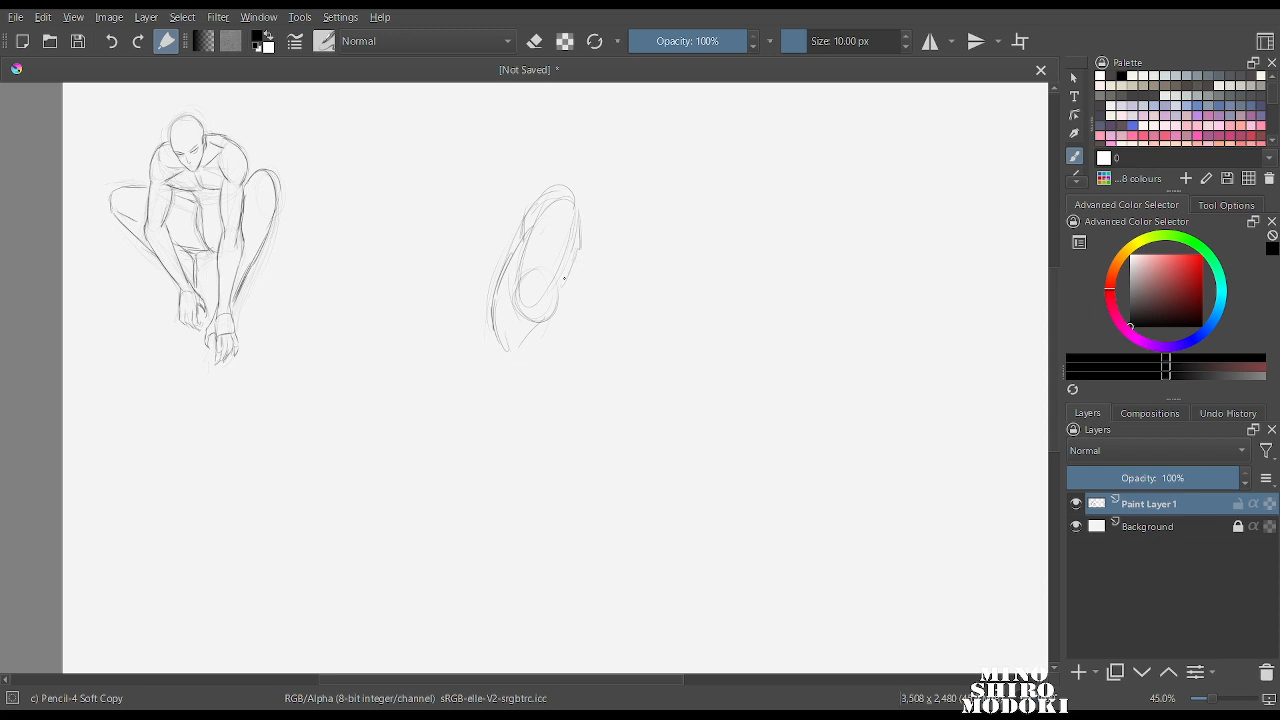 File Edit View Image Layer Select Filter Window Tools Settings Help
Normal
Opacity: 100%
Size: 10.00 px
[Not Saved] *
Palette
0
...8 colours
Advanced Color Selector
Tool Options
Advanced Color Selector
Layers
Compositions
Undo History
Layers
Normal
Opacity: 100%
Paint Layer 1
Background
c) Pencil-4 Soft Copy
RGB/Alpha (8-bit integer/channel) sRGB-elle-V2-srgbtrc.icc
3,508 x 2,480
45.0%
MINO
SHIRO
MODOKI